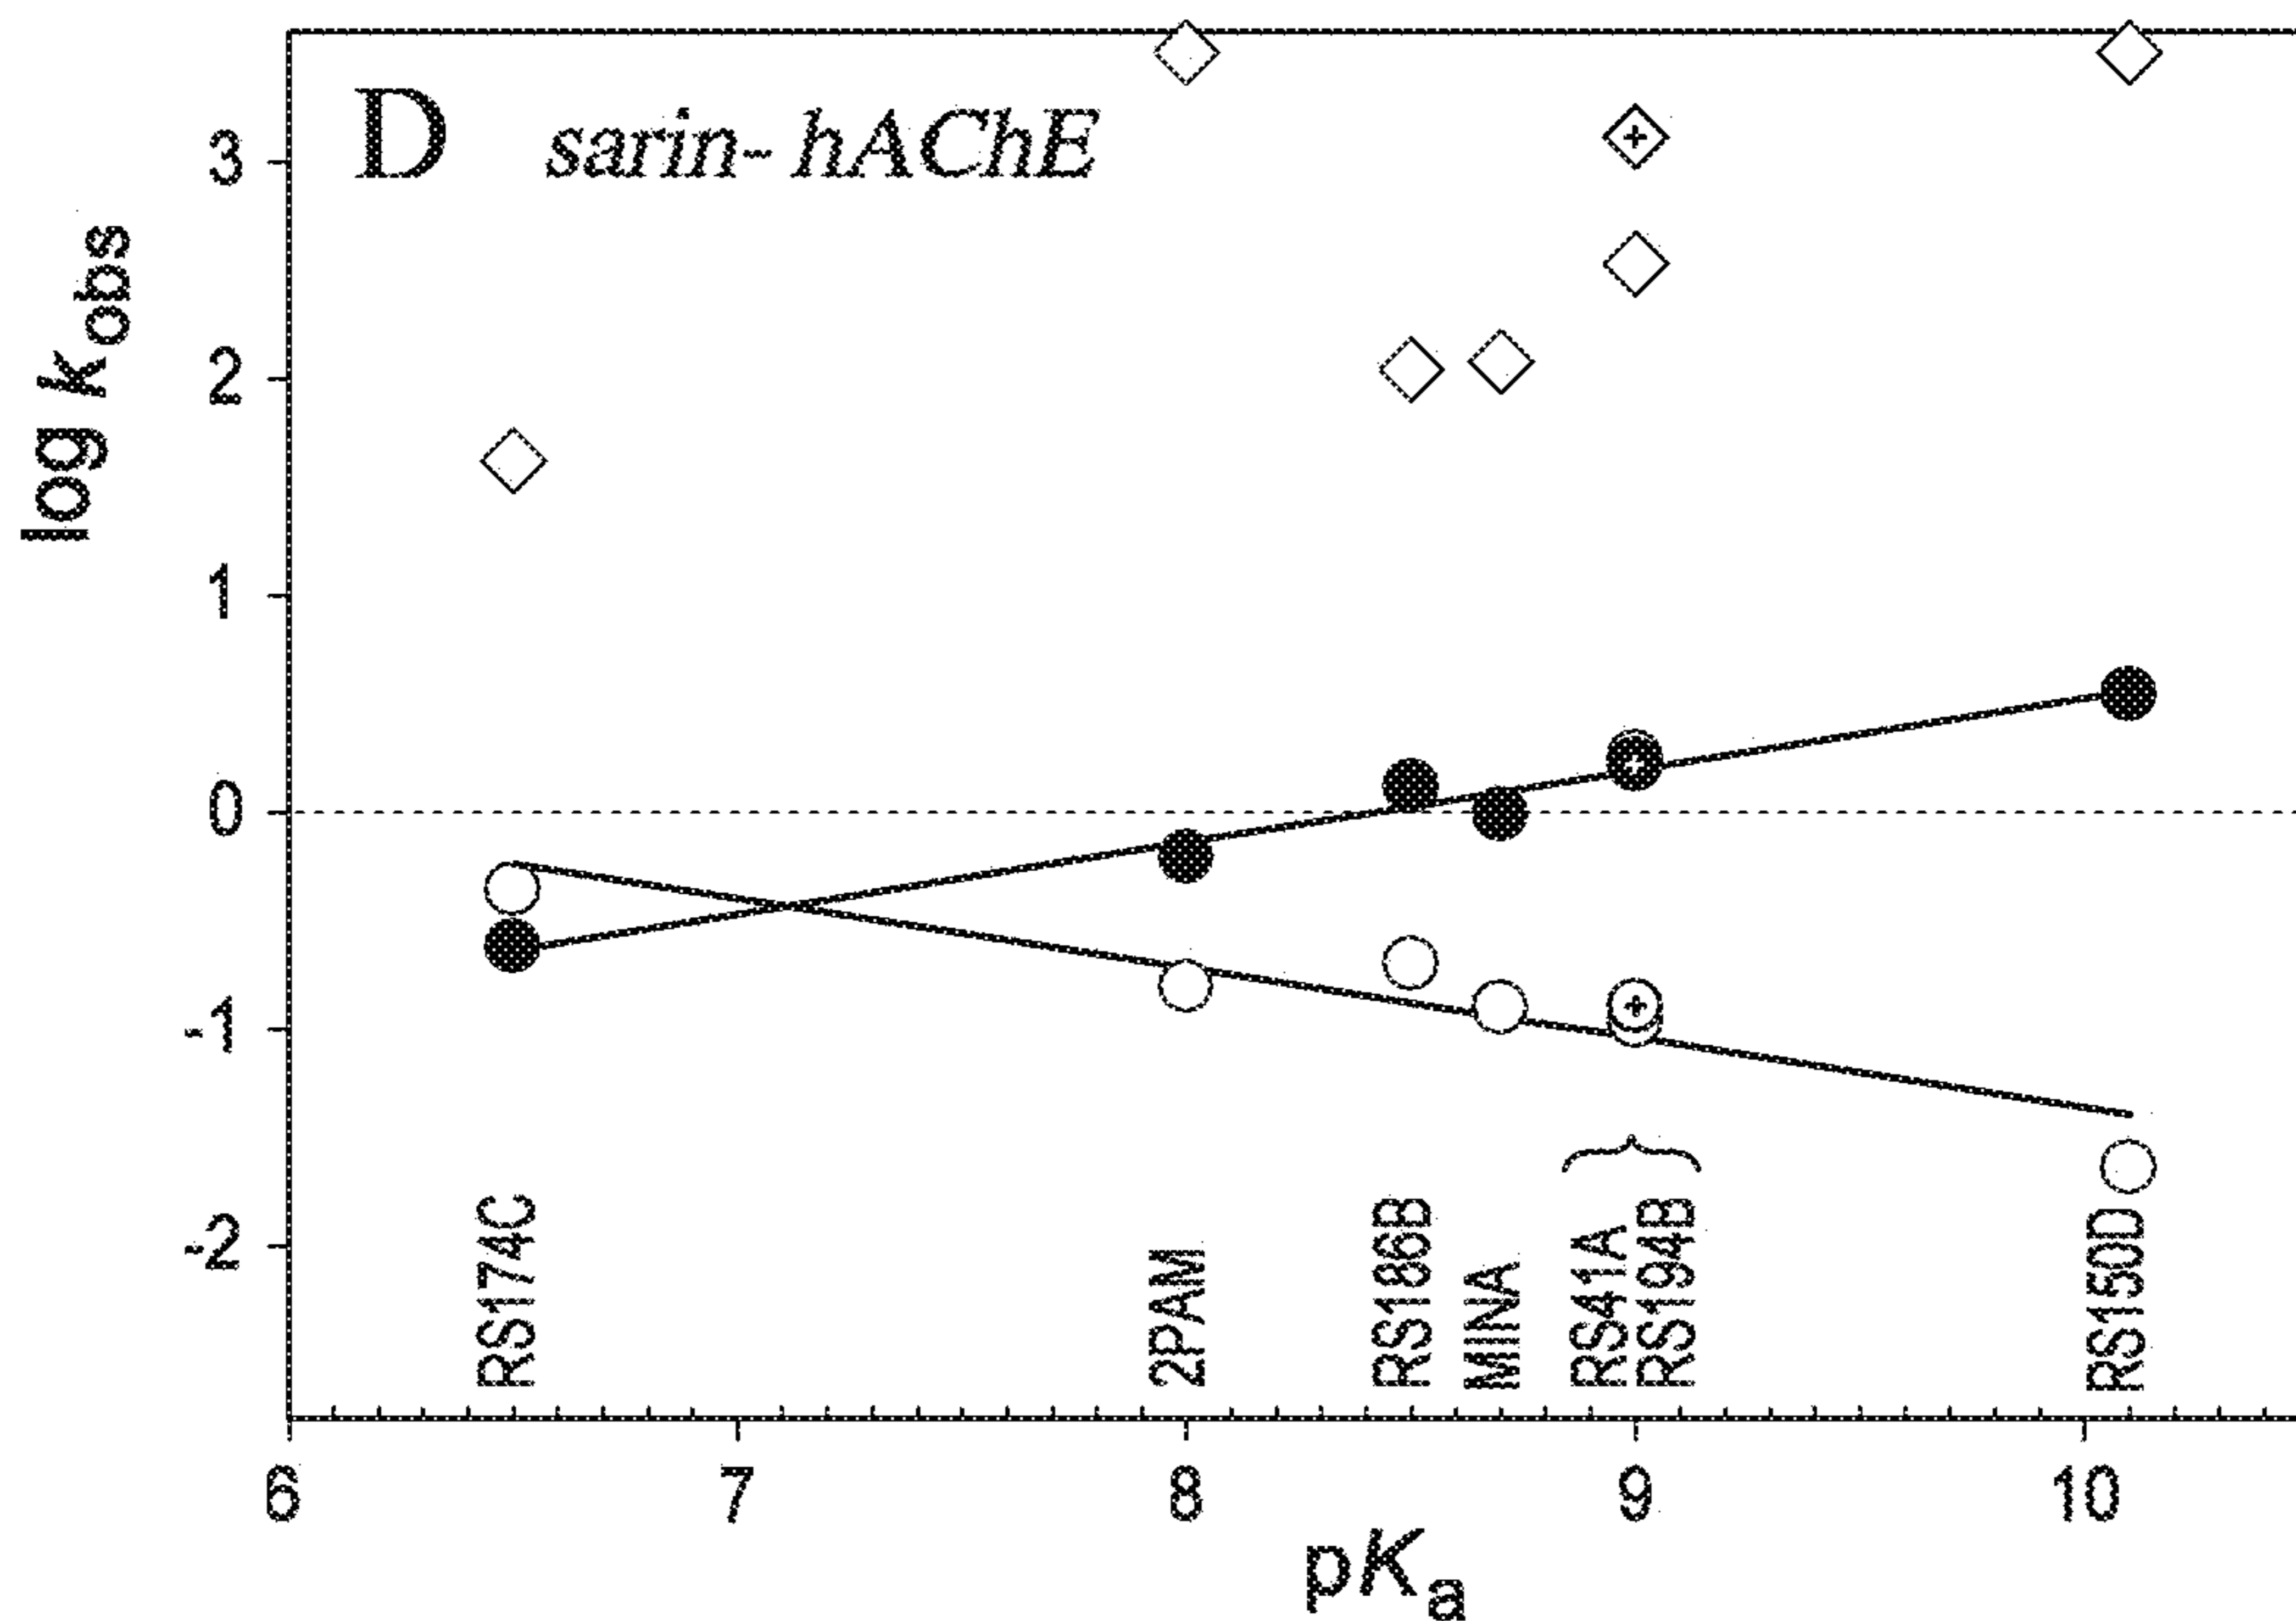 D sarin- hAChE
log kobs
3
2
1
0
-1
-2
RS174C
2PAM
RS186B
MINA
RS41A
RS194B
RS150D
6 7 8 9 10
pKa